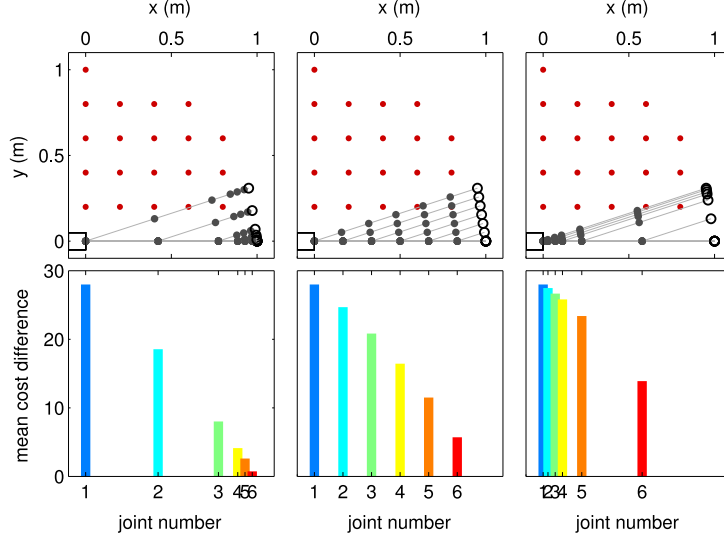 x (m) x (m) x (m)
0 0.5 1 0 0.5 1 0 0.5 1
1
0.5
0
y (m)
30
20
10
0
mean cost difference
1 2 3 4 5 6 1 2 3 4 5 6 1 2 3 4 5 6
joint number joint number joint number